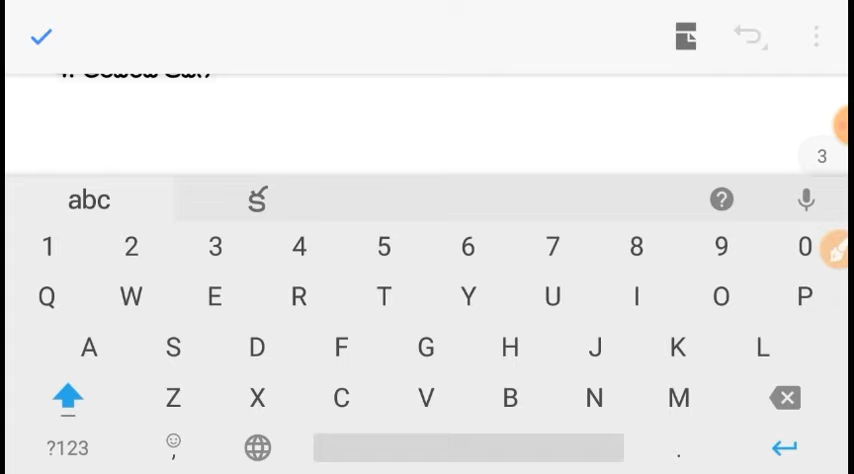 3
abc క
1 2 3 4 5 6 7 8 9 0
Q W E R T Y U I O P
A S D F G H J K L
Z X C V B N M
?123 , .